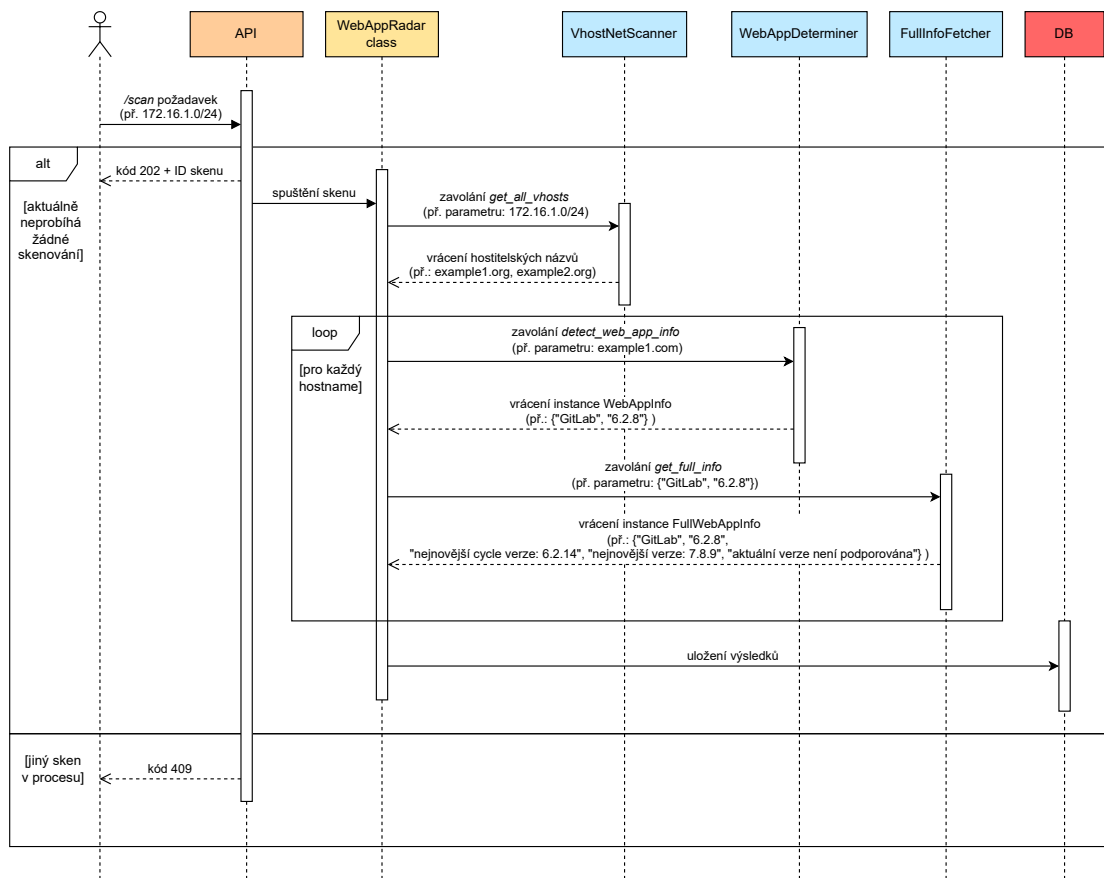 API
WebAppRadar
class
VhostNetScanner
WebAppDeterminer
FullInfoFetcher
DB
/scan požadavek
(př. 172.16.1.0/24)
alt
kód 202 + ID skenu
[aktuálně
neprobíhá
žádné
skenování]
spuštění skenu
zavolání get_all_vhosts
(př. parametru: 172.16.1.0/24)
vrácení hostitelských názvů
(př.: example1.org, example2.org)
loop
[pro každý
hostname]
zavolání detect_web_app_info
(př. parametru: example1.com)
vrácení instance WebAppInfo
(př.: {"GitLab", "6.2.8"} )
zavolání get_full_info
(př. parametru: {"GitLab", "6.2.8"})
vrácení instance FullWebAppInfo
(př.: {"GitLab", "6.2.8",
"nejnovější cycle verze: 6.2.14", "nejnovější verze: 7.8.9", "aktuální verze není podporována"} )
uložení výsledků
[jiný sken
v procesu]
kód 409